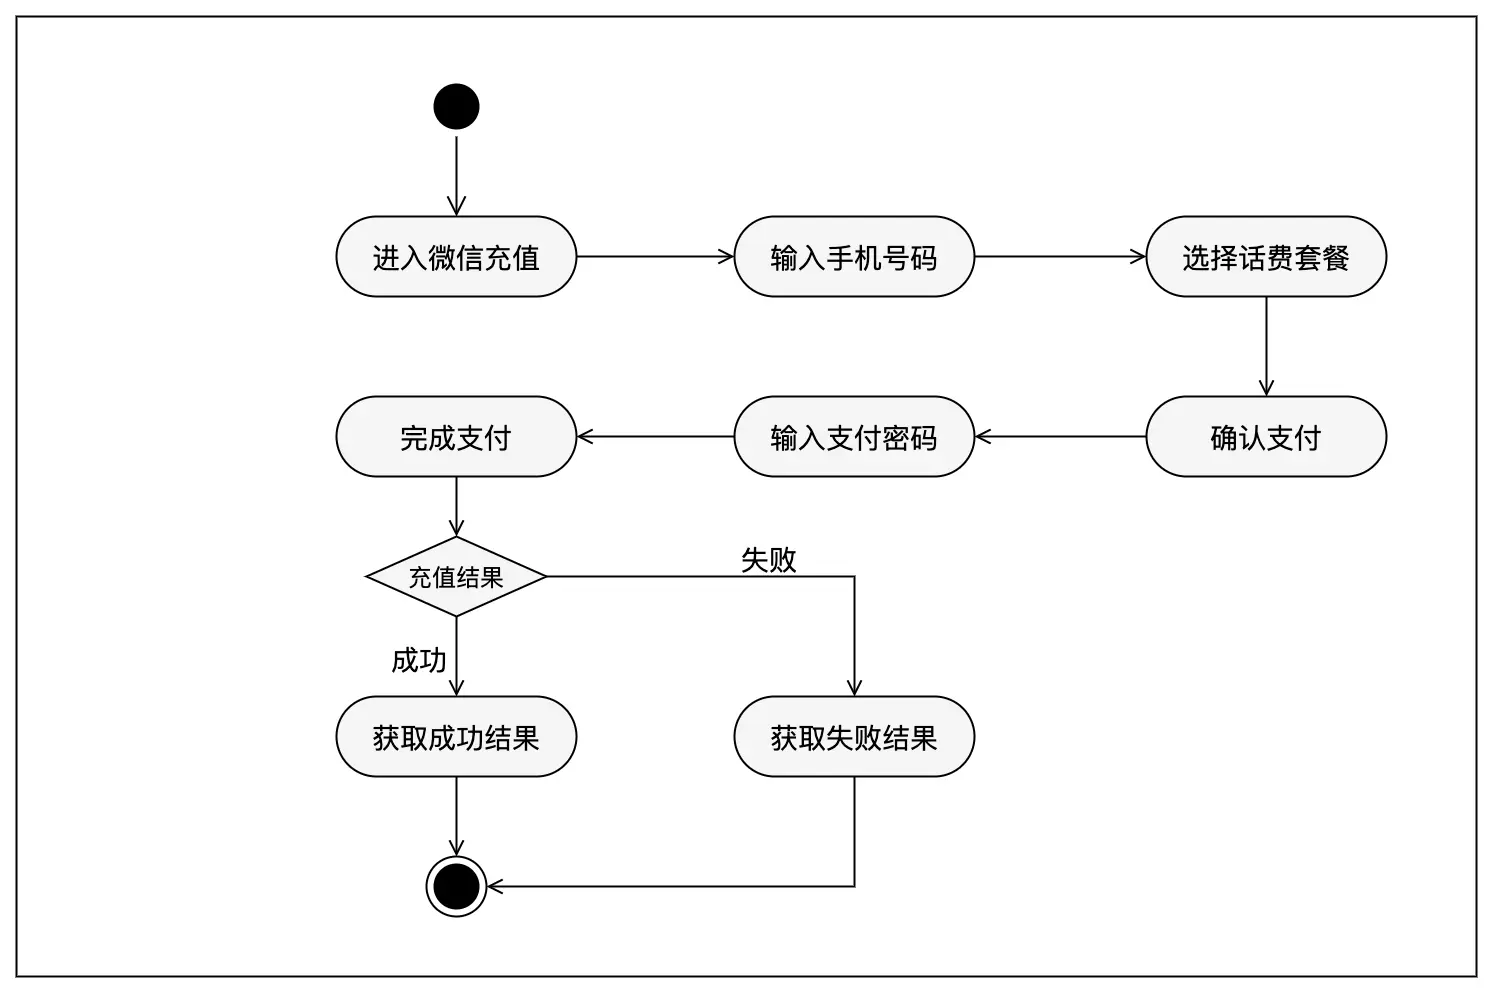 进入微信充值
输入手机号码
选择话费套餐
确认支付
输入支付密码
完成支付
充值结果
失败
成功
获取成功结果
获取失败结果